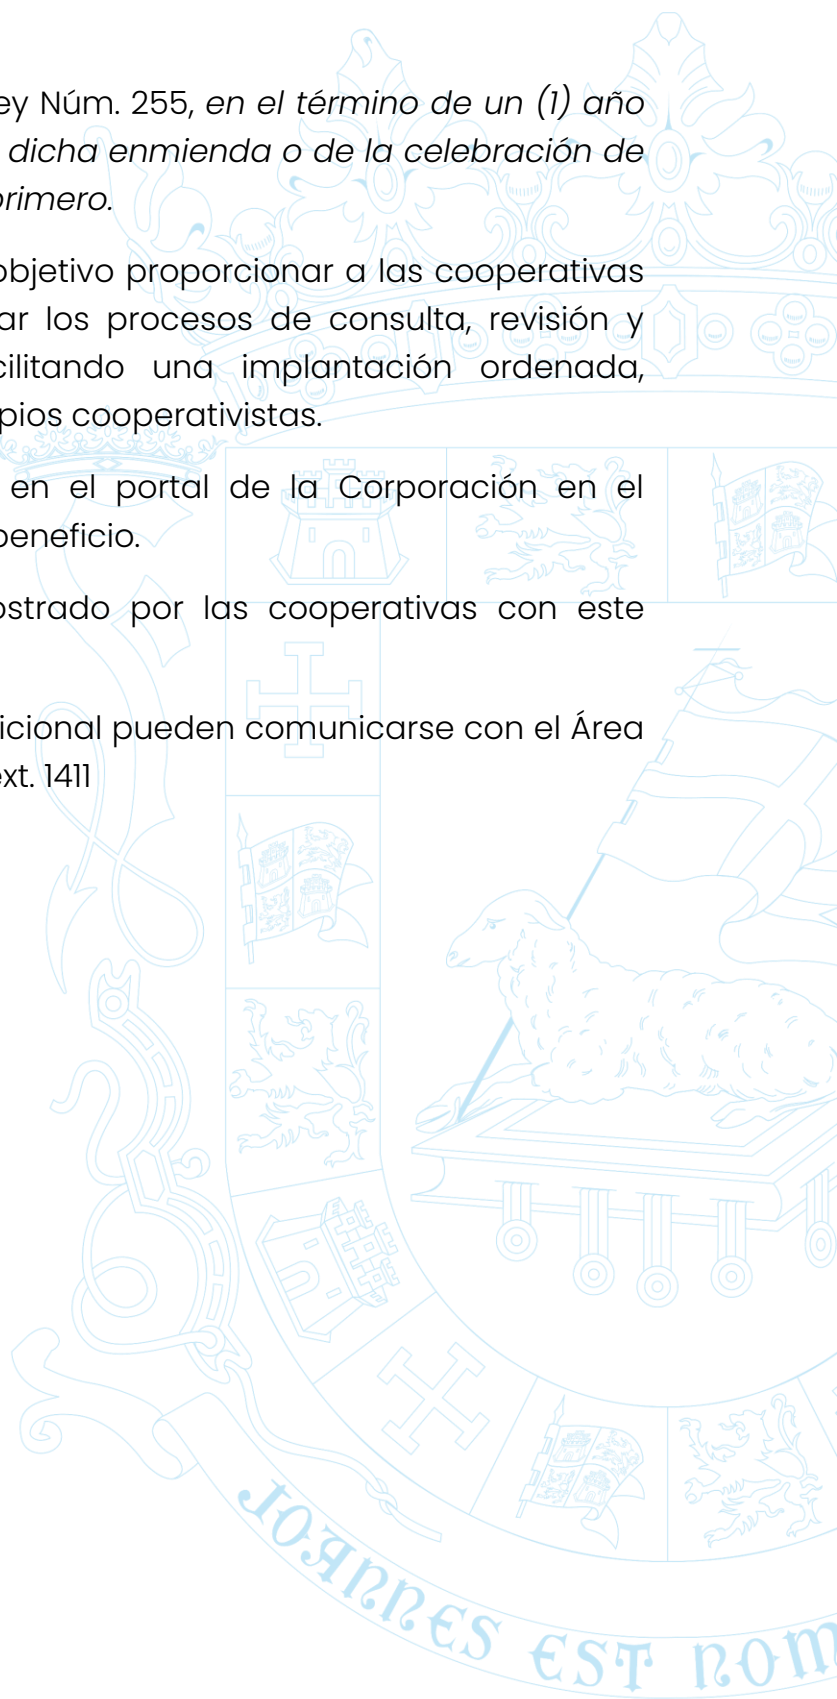 ey Núm. 255, en el término de un (1) año
dicha enmienda o de la celebración de
primero.
objetivo proporcionar a las cooperativas
ar los procesos de consulta, revisión y
cilitando una implantación ordenada,
pios cooperativistas.
en el portal de la Corporación en el
beneficio.
ostrado por las cooperativas con este
icional pueden comunicarse con el Área
ext. 1411
JOANNES EST NOM